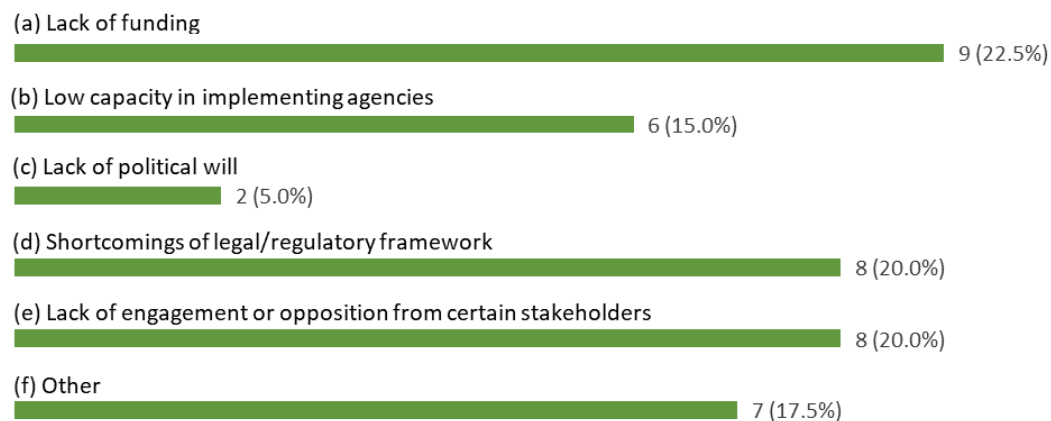 (a) Lack of funding
9 (22.5%)
(b) Low capacity in implementing agencies
6 (15.0%)
(c) Lack of political will
2 (5.0%)
(d) Shortcomings of legal/regulatory framework
8 (20.0%)
(e) Lack of engagement or opposition from certain stakeholders
8 (20.0%)
(f) Other
7 (17.5%)